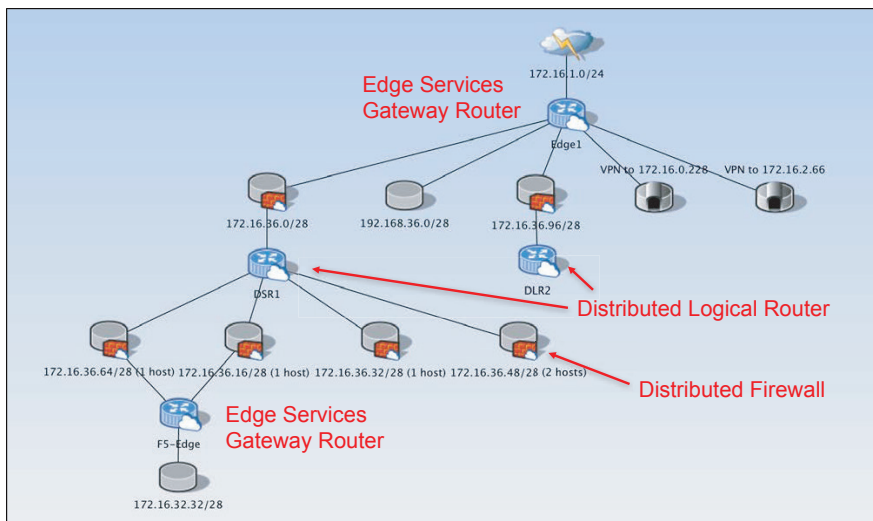 172.16.1.0/24
Edge Services
Gateway Router
Edge1
VPN to 172.16.0.228
VPN to 172.16.2.66
172.16.36.0/28
192.168.36.0/28
172.16.36.96/28
DSR1
DLR2
Distributed Logical Router
172.16.36.64/28 (1 host)
172.16.36.16/28 (1 host)
172.16.36.32/28 (1 host)
172.16.36.48/28 (2 hosts)
Distributed Firewall
Edge Services
Gateway Router
F5-Edge
172.16.32.32/28